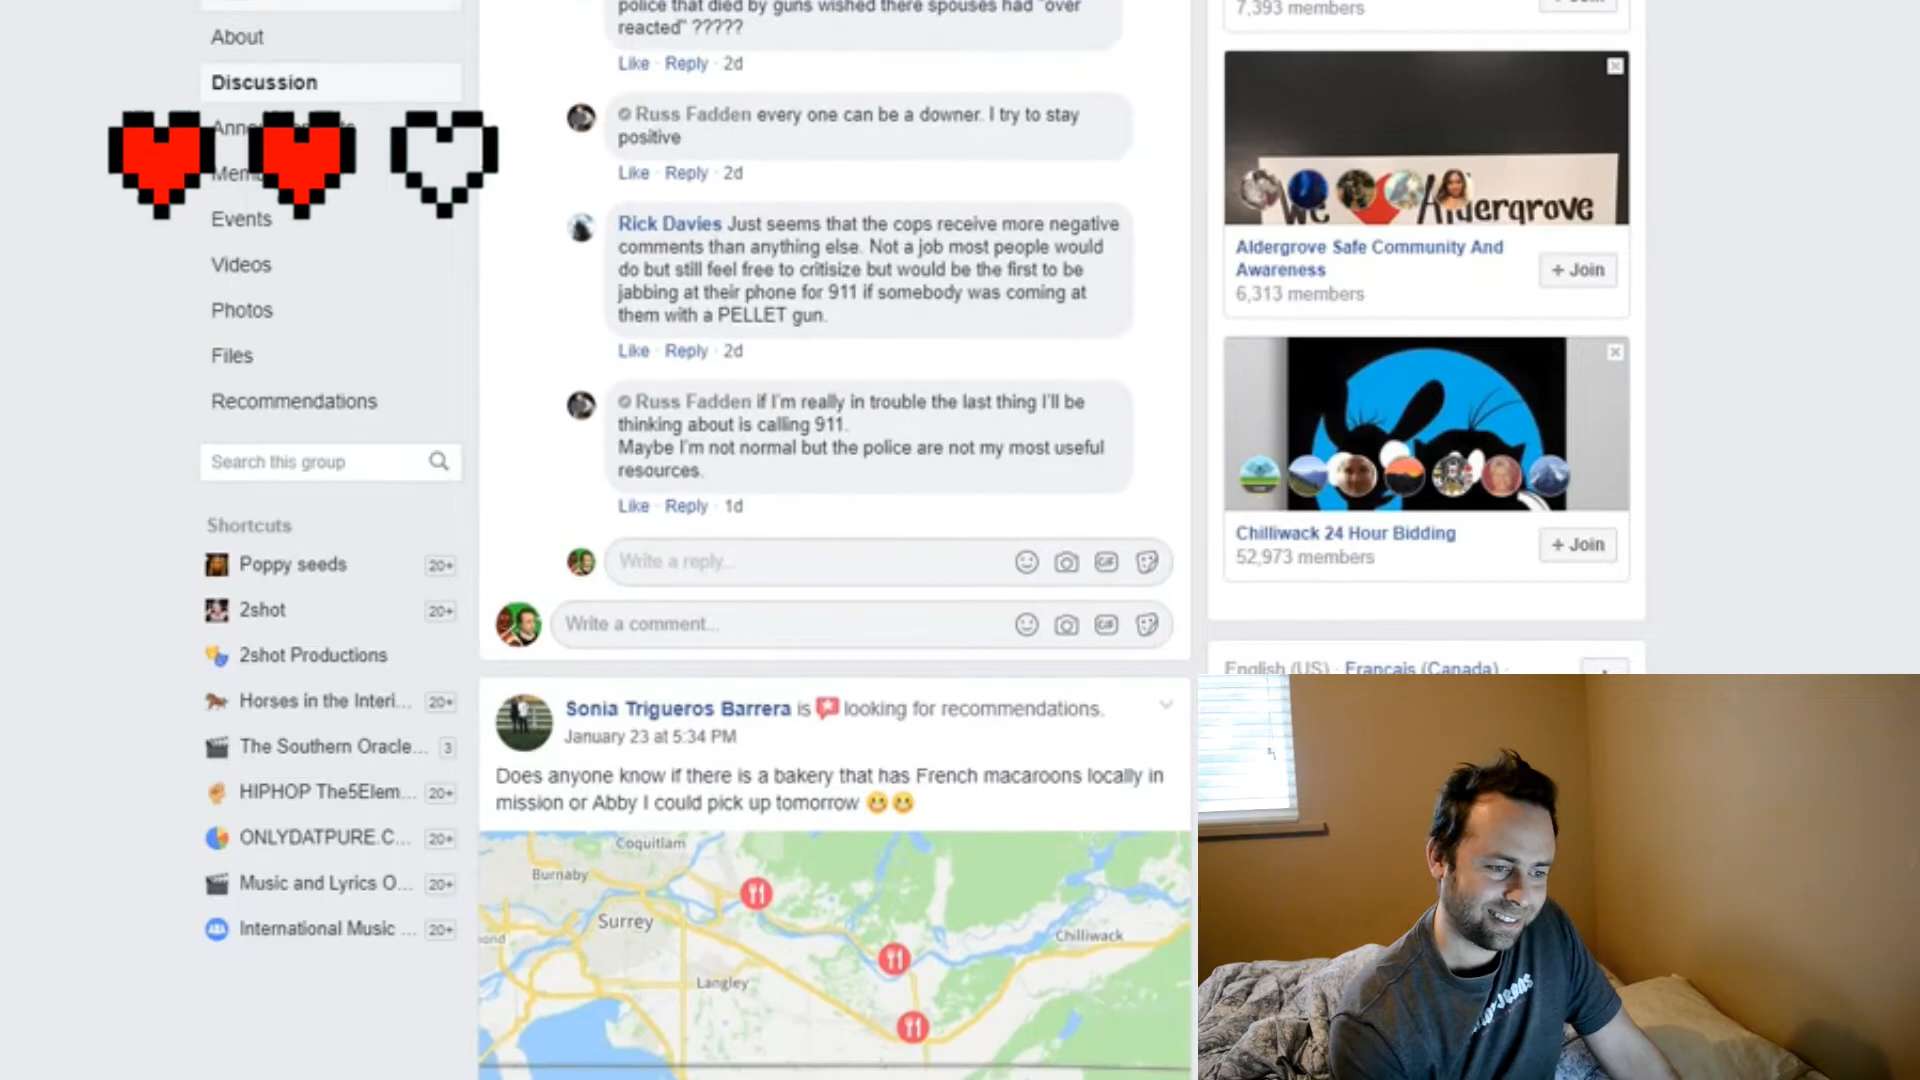 About
Discussion
Events
Videos
Photos
Files
Recommendations
Search this group
Shortcuts
Poppy seeds 20+
2shot 20+
2shot Productions
Horses in the Interi... 20+
The Southern Oracle... 3
HIPHOP The5Elem... 20+
ONLYDATPURE.C... 20+
Music and Lyrics O... 20+
International Music ... 20+
police that died by guns wished there spouses had "over
reacted" ?????
Like · Reply · 2d
Russ Fadden every one can be a downer. I try to stay
positive
Like · Reply · 2d
Rick Davies Just seems that the cops receive more negative
comments than anything else. Not a job most people would
do but still feel free to critisize but would be the first to be
jabbing at their phone for 911 if somebody was coming at
them with a PELLET gun.
Like · Reply · 2d
Russ Fadden if I'm really in trouble the last thing I'll be
thinking about is calling 911.
Maybe I'm not normal but the police are not my most useful
resources.
Like · Reply · 1d
Write a reply...
GIF
Write a comment...
GIF
Sonia Trigueros Barrera is looking for recommendations.
January 23 at 5:34 PM
Does anyone know if there is a bakery that has French macaroons locally in
mission or Abby I could pick up tomorrow
Coquitlam
Burnaby
Surrey
mond
Chilliwack
Langley
7,393 members
We Aldergrove
Aldergrove Safe Community And
Awareness
6,313 members
+ Join
Chilliwack 24 Hour Bidding
52,973 members
+ Join
English (US) · Français (Canada) ·